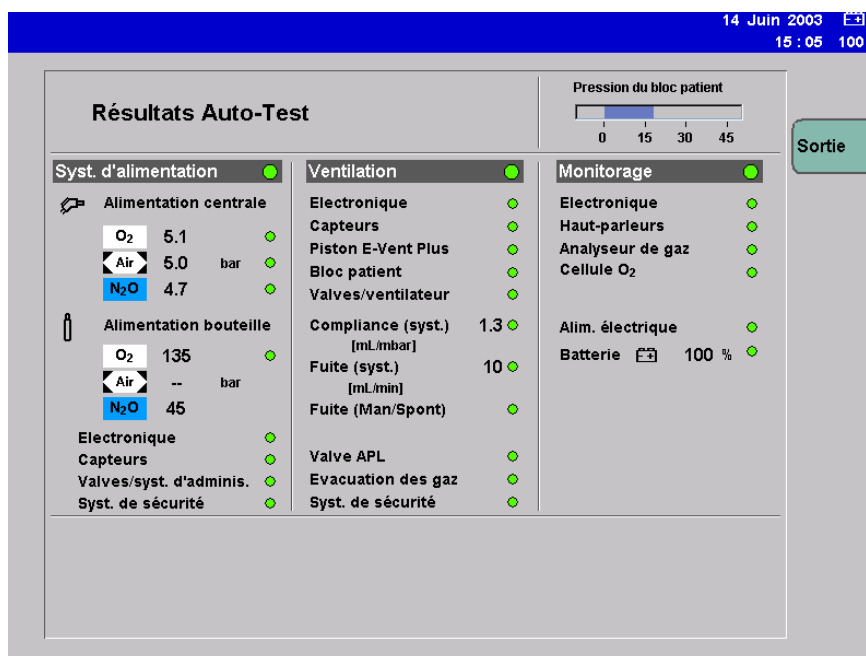 14 Juin 2003
15 : 05 100
Résultats Auto-Test
Pression du bloc patient
0 15 30 45
Sortie
Syst. d'alimentation
Alimentation centrale
O₂ 5.1
Air 5.0 bar
N₂O 4.7
Alimentation bouteille
O₂ 135
Air -- bar
N₂O 45
Electronique
Capteurs
Valves/syst. d'adminis.
Syst. de sécurité
Ventilation
Electronique
Capteurs
Piston E-Vent Plus
Bloc patient
Valves/ventilateur
Compliance (syst.) 1.3
[mL/mbar]
Fuite (syst.) 10
[mL/min]
Fuite (Man/Spont)
Valve APL
Evacuation des gaz
Syst. de sécurité
Monitorage
Electronique
Haut-parleurs
Analyseur de gaz
Cellule O₂
Alim. électrique
Batterie 100 %